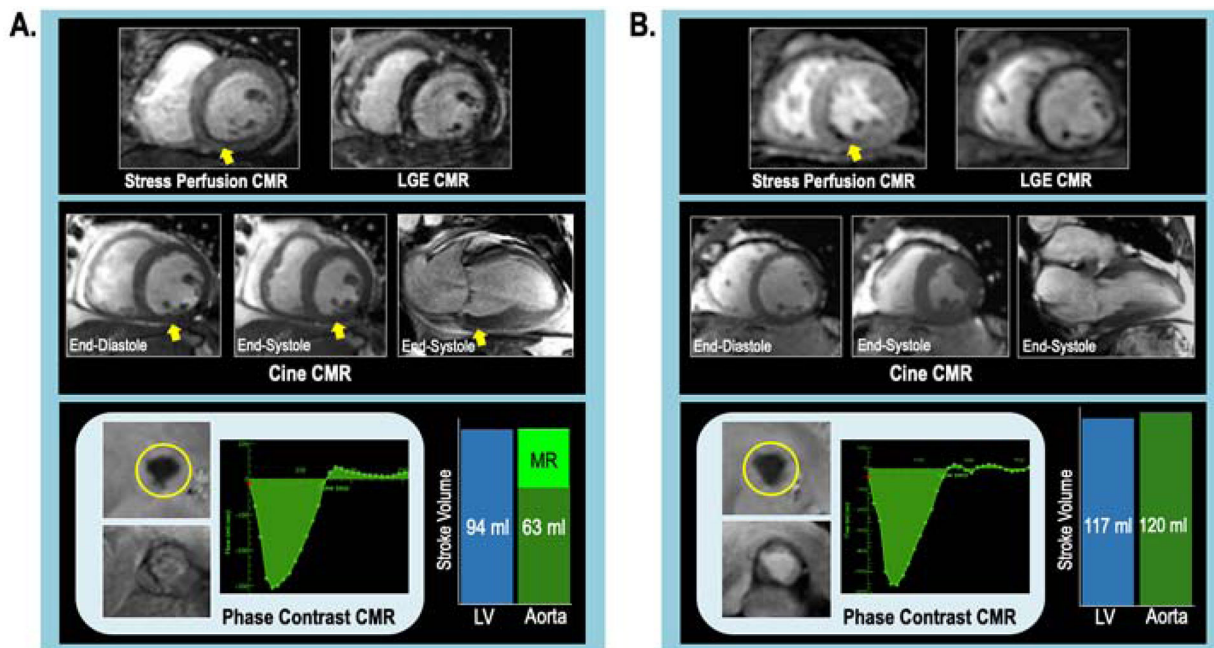 A.
Stress Perfusion CMR
LGE CMR
End-Diastole
End-Systole
End-Systole
Cine CMR
Phase Contrast CMR
Stroke Volume
94 ml
MR
63 ml
LV
Aorta
B.
Stress Perfusion CMR
LGE CMR
End-Diastole
End-Systole
End-Systole
Cine CMR
Phase Contrast CMR
Stroke Volume
117 ml
120 ml
LV
Aorta